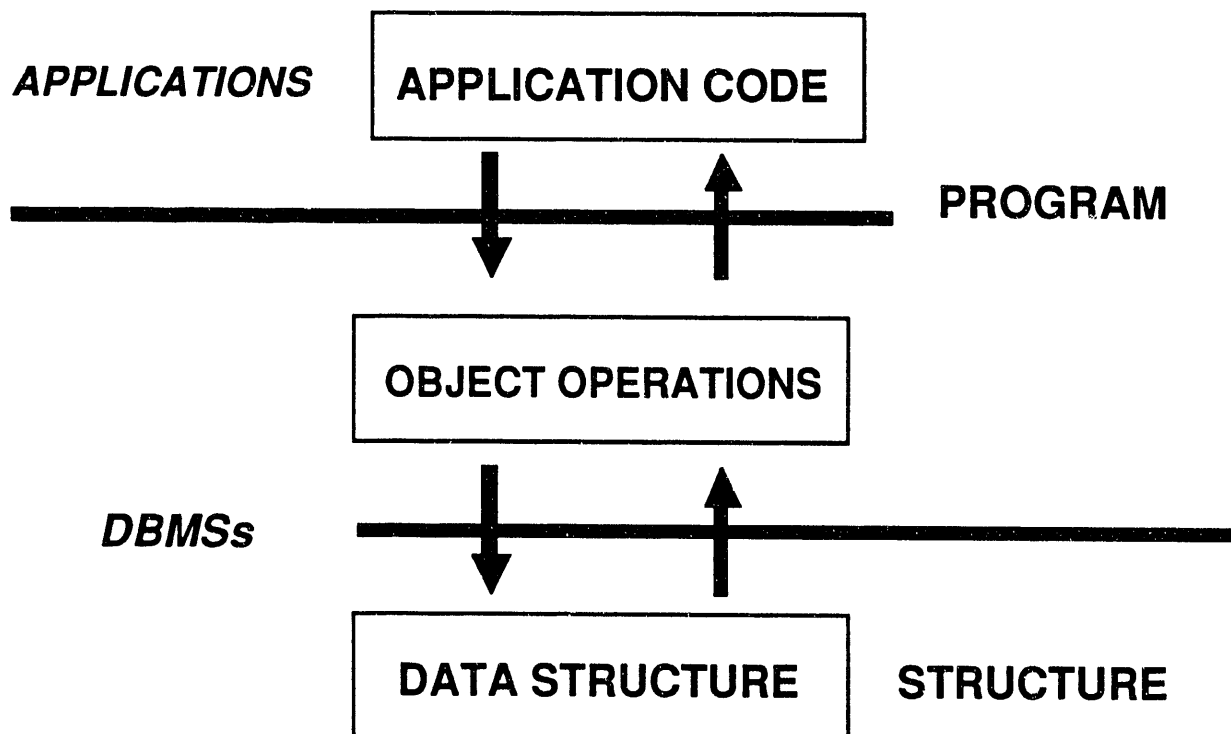 APPLICATIONS
APPLICATION CODE
PROGRAM
OBJECT OPERATIONS
DBMSs
DATA STRUCTURE
STRUCTURE